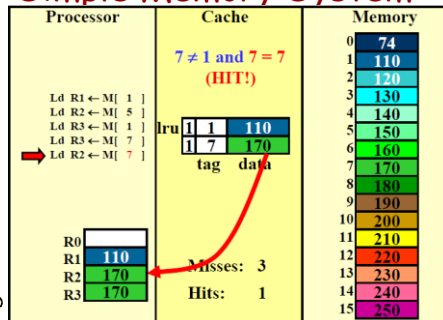 Simple Memory System
Processor
Cache
Memory
7 ≠ 1 and 7 = 7
(HIT!)
Ld R1 ← M[ 1 ]
Ld R2 ← M[ 5 ]
Ld R3 ← M[ 1 ]
Ld R3 ← M[ 7 ]
Ld R2 ← M[ 7 ]
lru 1 1 110
1 7 170
tag data
R0
R1 110
R2 170
R3 170
Misses: 3
Hits: 1
0 74
1 110
2 120
3 130
4 140
5 150
6 160
7 170
8 180
9 190
10 200
11 210
12 220
13 230
14 240
15 250